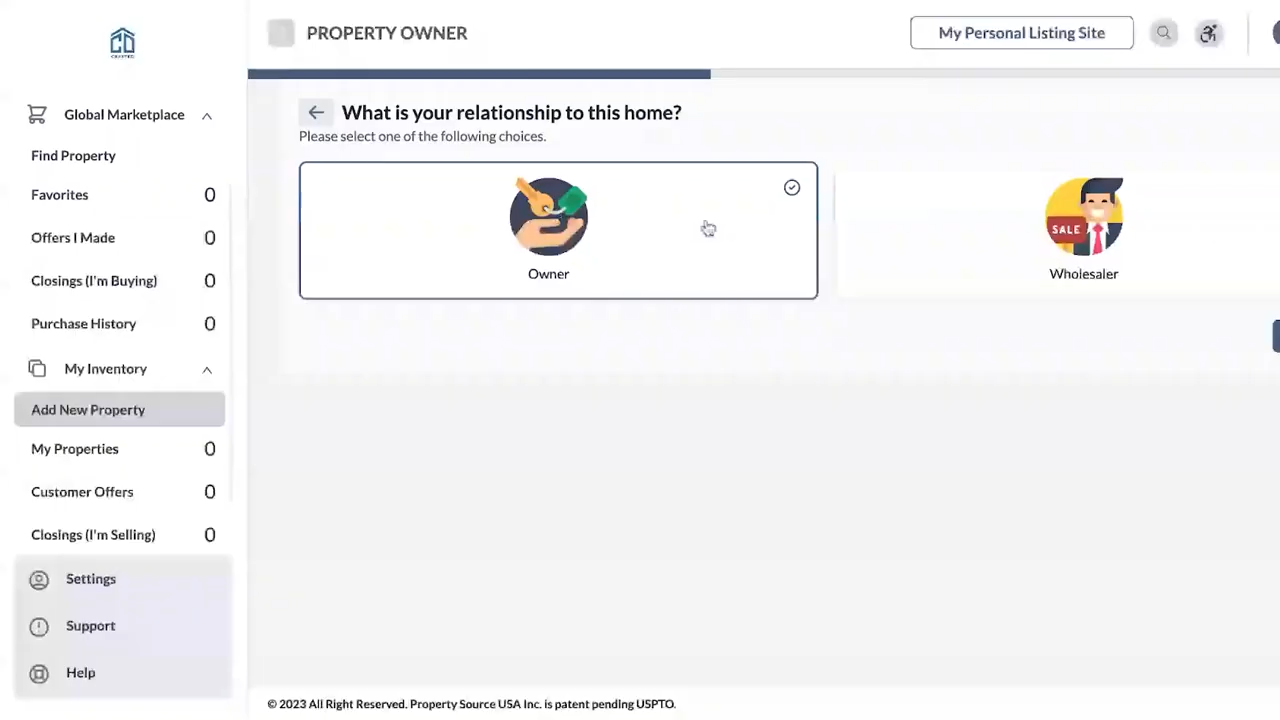 PROPERTY OWNER
My Personal Listing Site
Global Marketplace
Find Property
Favorites 0
Offers I Made 0
Closings (I'm Buying) 0
Purchase History 0
My Inventory
Add New Property
My Properties 0
Customer Offers 0
Closings (I'm Selling) 0
Settings
Support
Help
What is your relationship to this home?
Please select one of the following choices.
Owner
SALE
Wholesaler
© 2023 All Right Reserved. Property Source USA Inc. is patent pending USPTO.